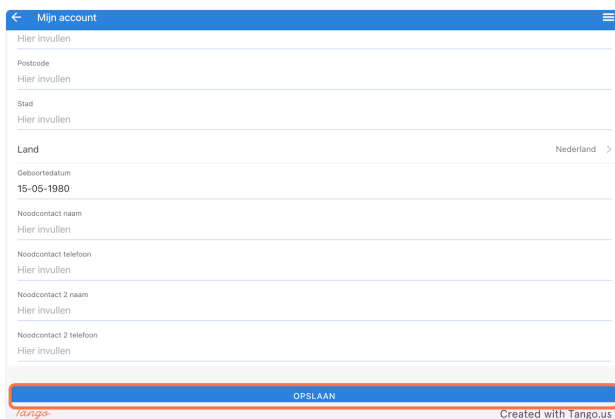 Mijn account
Hier invullen
Postcode
Hier invullen
Stad
Hier invullen
Land Nederland
Geboortedatum
15-05-1980
Noodcontact naam
Hier invullen
Noodcontact telefoon
Hier invullen
Noodcontact 2 naam
Hier invullen
Noodcontact 2 telefoon
Hier invullen
OPSLAAN
Tango Created with Tango.us